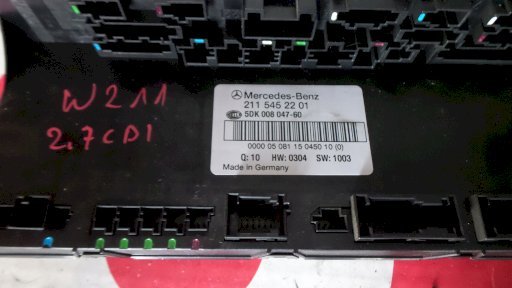 W211
2.7CDI
Mercedes-Benz
211 545 22 01
5DK 008 047-60
0000 05 081 15 0450 10 (0)
Q: 10 HW: 0304 SW: 1003
Made in Germany